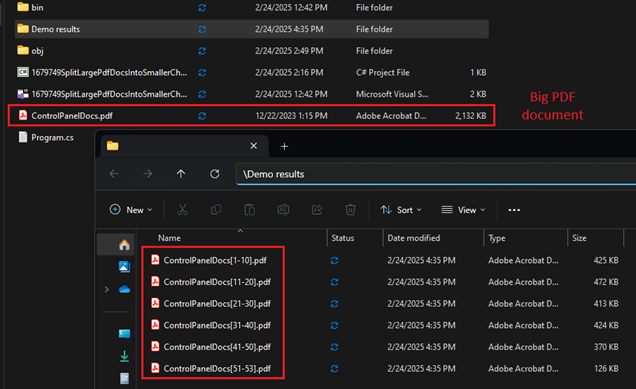 bin 2/24/2025 12:42 PM File folder
Demo results 2/24/2025 4:35 PM File folder
obj 2/24/2025 2:49 PM File folder
1679749SplitLargePdfDocsIntoSmallerCh... 2/24/2025 2:16 PM C# Project File 1 KB
1679749SplitLargePdfDocsIntoSmallerCh... 2/24/2025 12:42 PM Microsoft Visual S... 2 KB
ControlPanelDocs.pdf 12/22/2023 1:15 PM Adobe Acrobat D... 2,132 KB
Big PDF
document
Program.cs
\Demo results
New Sort View
Name Status Date modified Type Size
ControlPanelDocs[1-10].pdf 2/24/2025 4:35 PM Adobe Acrobat D... 425 KB
ControlPanelDocs[11-20].pdf 2/24/2025 4:35 PM Adobe Acrobat D... 472 KB
ControlPanelDocs[21-30].pdf 2/24/2025 4:35 PM Adobe Acrobat D... 413 KB
ControlPanelDocs[31-40].pdf 2/24/2025 4:35 PM Adobe Acrobat D... 424 KB
ControlPanelDocs[41-50].pdf 2/24/2025 4:35 PM Adobe Acrobat D... 370 KB
ControlPanelDocs[51-53].pdf 2/24/2025 4:35 PM Adobe Acrobat D... 126 KB